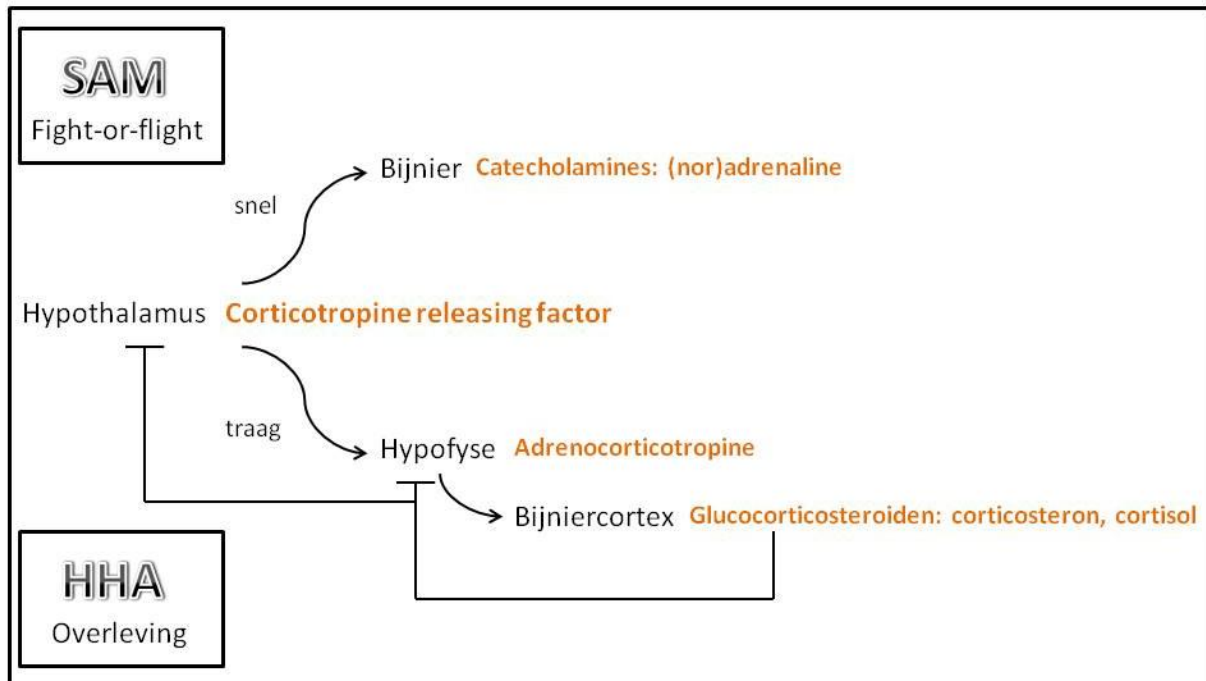 SAM
Fight-or-flight
Bijnier Catecholamines: (nor)adrenaline
snel
Hypothalamus Corticotropine releasing factor
traag
Hypofyse Adrenocorticotropine
Bijniercortex Glucocorticosteroiden: corticosteron, cortisol
HHA
Overleving